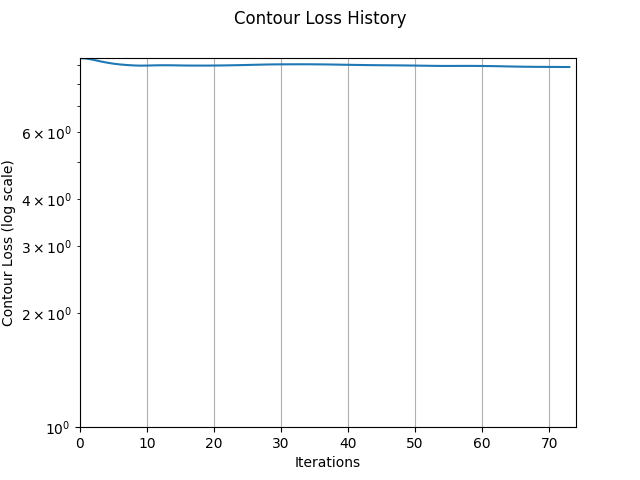 Contour Loss History
Contour Loss (log scale)
6 × 10⁰
4 × 10⁰
3 × 10⁰
2 × 10⁰
10⁰
0 10 20 30 40 50 60 70
Iterations